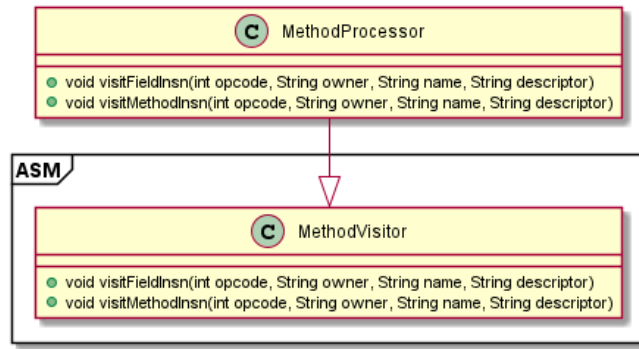 C MethodProcessor
void visitFieldInsn(int opcode, String owner, String name, String descriptor)
void visitMethodInsn(int opcode, String owner, String name, String descriptor)
ASM
C MethodVisitor
void visitFieldInsn(int opcode, String owner, String name, String descriptor)
void visitMethodInsn(int opcode, String owner, String name, String descriptor)